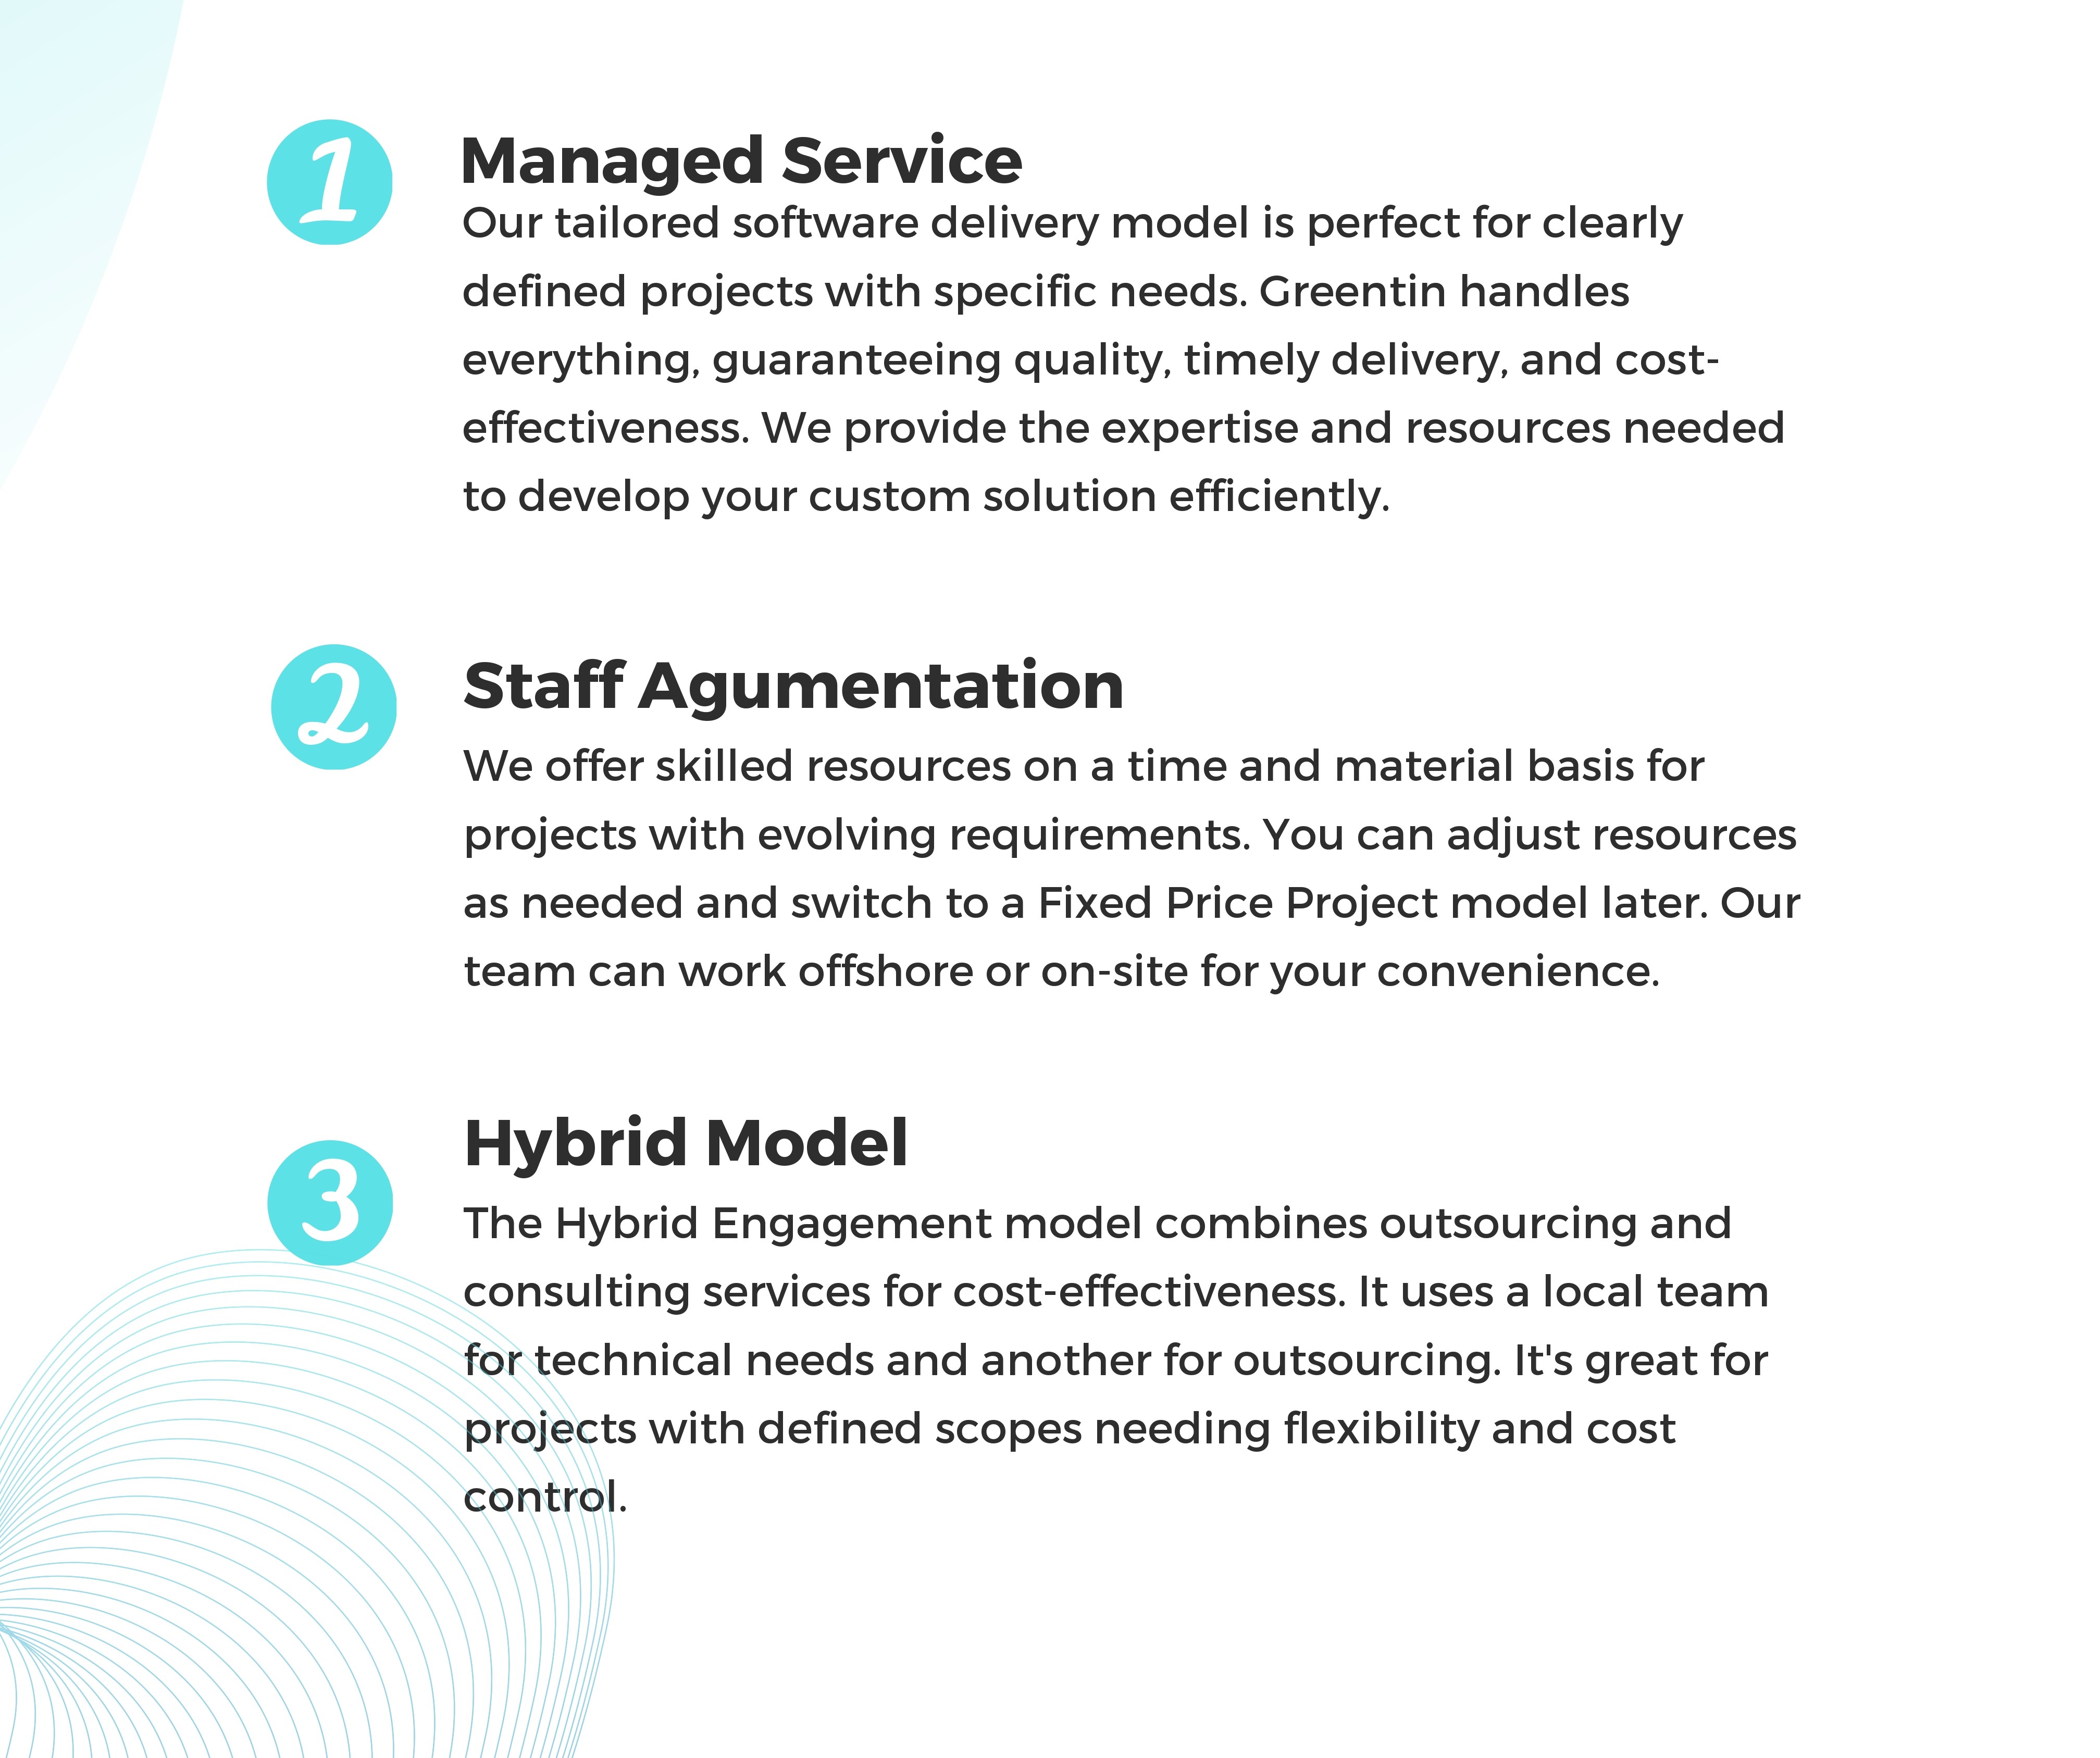 1
Managed Service
Our tailored software delivery model is perfect for clearly
defined projects with specific needs. Greentin handles
everything, guaranteeing quality, timely delivery, and cost-
effectiveness. We provide the expertise and resources needed
to develop your custom solution efficiently.
2
Staff Agumentation
We offer skilled resources on a time and material basis for
projects with evolving requirements. You can adjust resources
as needed and switch to a Fixed Price Project model later. Our
team can work offshore or on-site for your convenience.
3
Hybrid Model
The Hybrid Engagement model combines outsourcing and
consulting services for cost-effectiveness. It uses a local team
for technical needs and another for outsourcing. It's great for
projects with defined scopes needing flexibility and cost
control.